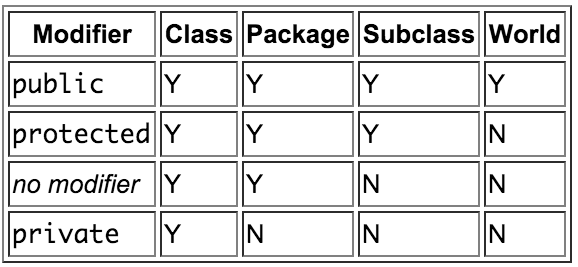 Modifier Class Package Subclass World
public Y Y Y Y
protected Y Y Y N
no modifier Y Y N N
private Y N N N